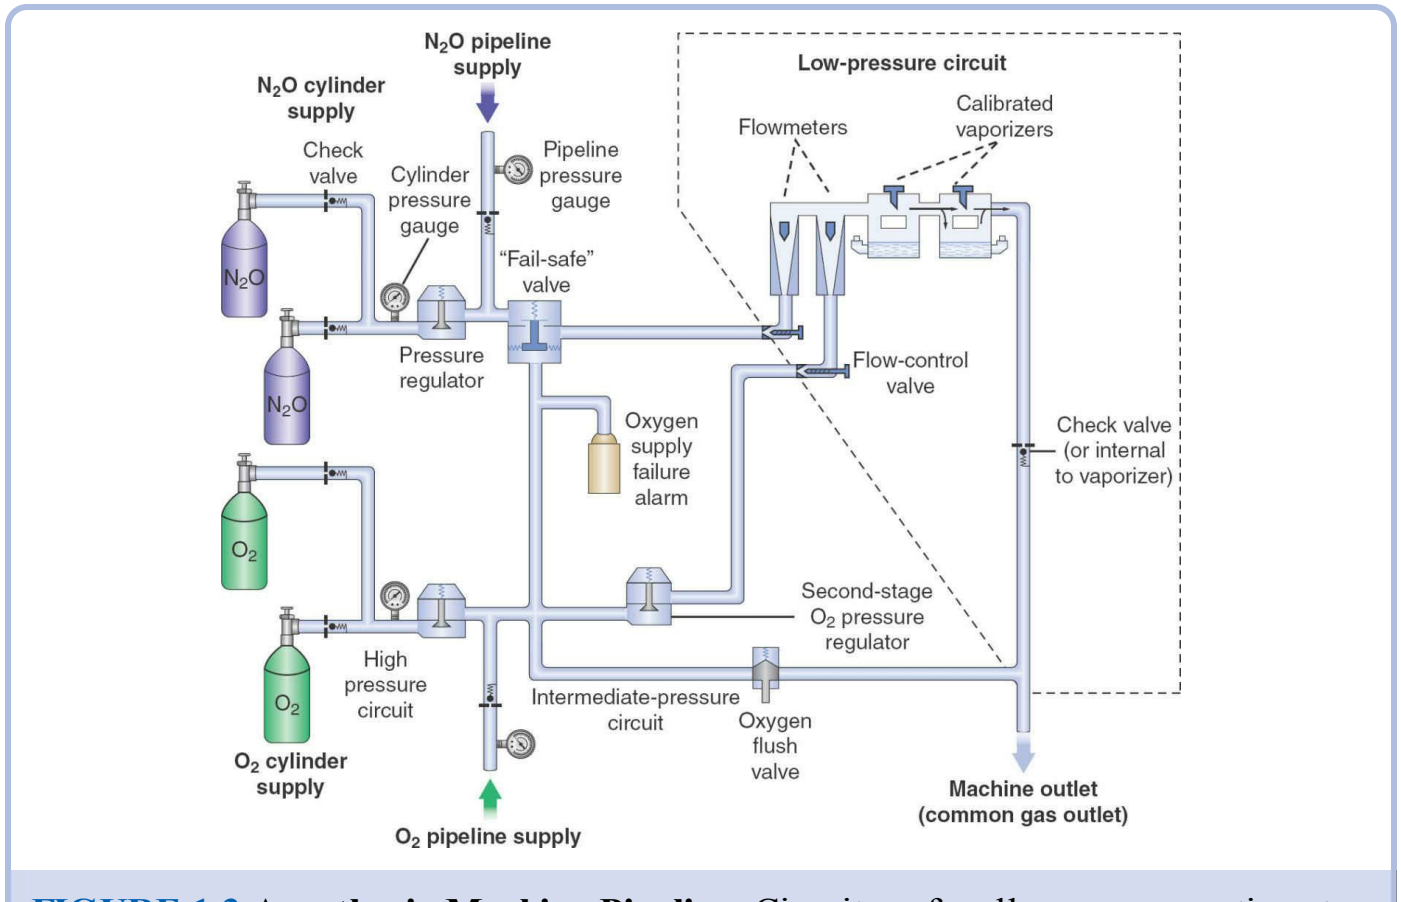 N₂O pipeline
supply
Low-pressure circuit
N₂O cylinder
supply
Calibrated
vaporizers
Flowmeters
Check
valve
Cylinder
pressure
gauge
Pipeline
pressure
gauge
"Fail-safe"
valve
N₂O
Pressure
regulator
Flow-control
valve
N₂O
Oxygen
supply
failure
alarm
Check valve
(or internal
to vaporizer)
O₂
Second-stage
O₂ pressure
regulator
High
pressure
circuit
O₂
Intermediate-pressure
circuit
Oxygen
flush
valve
O₂ cylinder
supply
Machine outlet
(common gas outlet)
O₂ pipeline supply